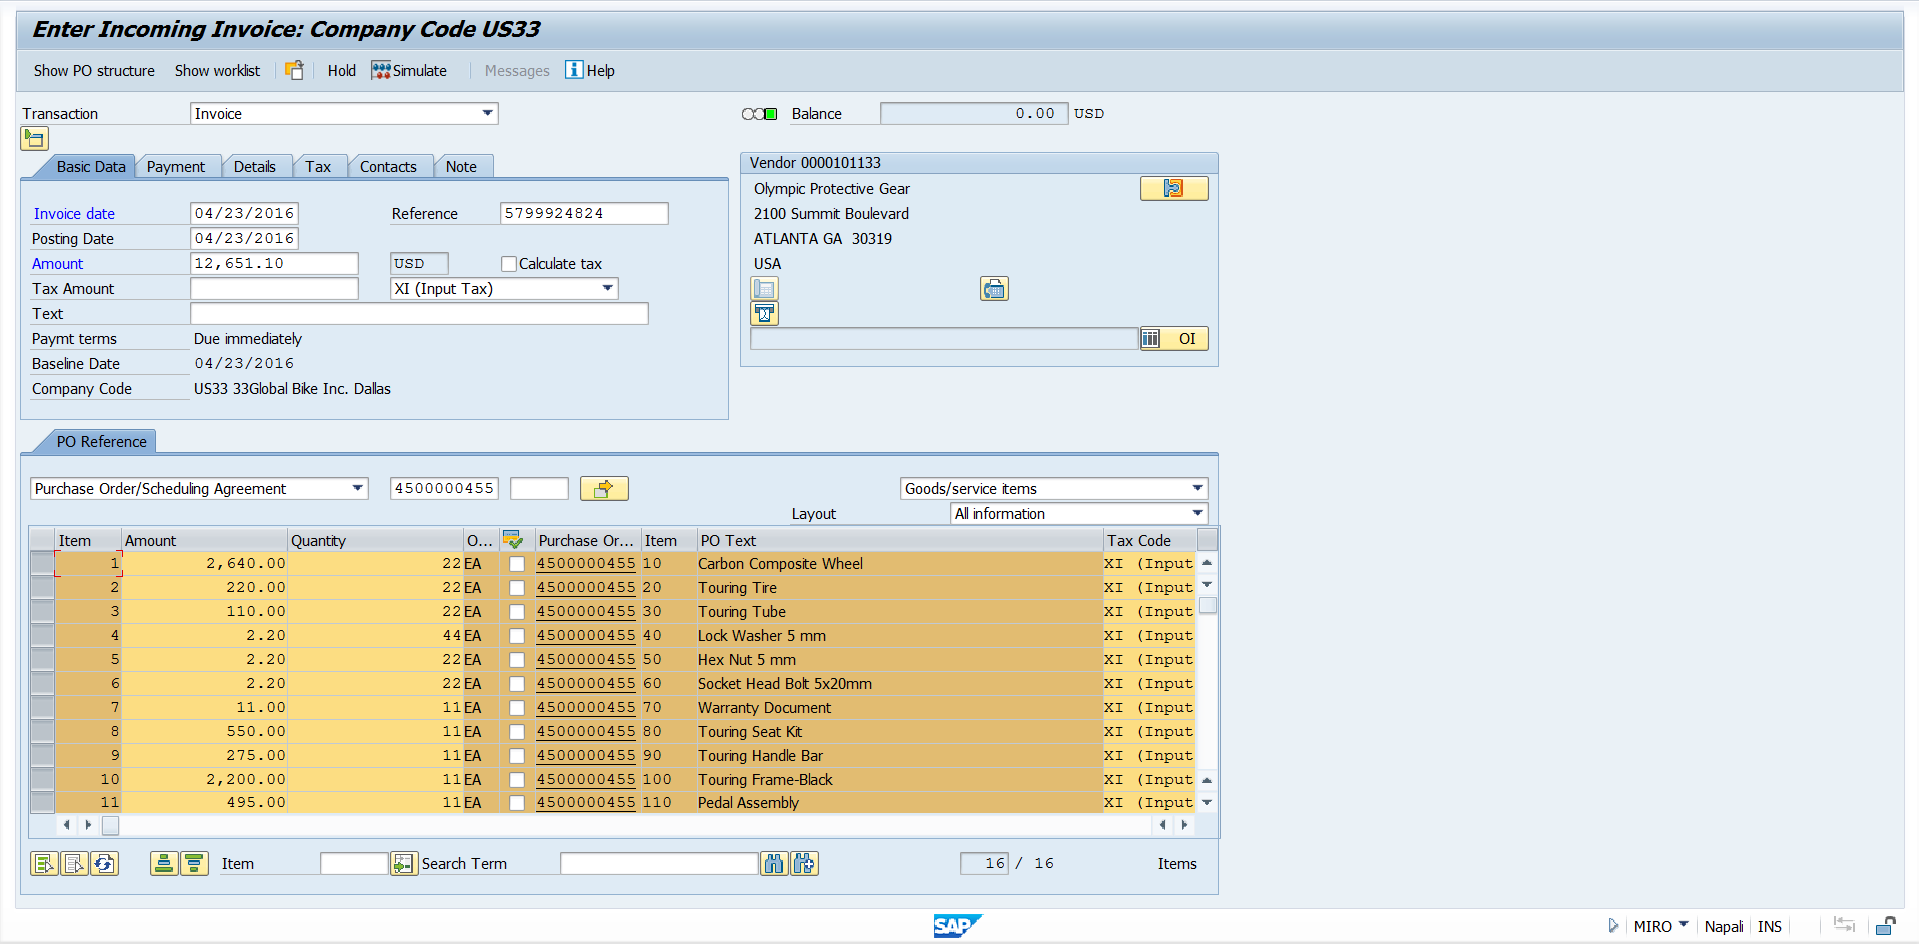 Enter Incoming Invoice: Company Code US33
Show PO structure Show worklist Hold Simulate Messages Help
Transaction Invoice Balance 0.00 USD
Basic Data Payment Details Tax Contacts Note
Invoice date 04/23/2016 Reference 5799924824
Posting Date 04/23/2016
Amount 12,651.10 USD Calculate tax
Tax Amount XI (Input Tax)
Text
Paymt terms Due immediately
Baseline Date 04/23/2016
Company Code US33 33Global Bike Inc. Dallas
Vendor 0000101133
Olympic Protective Gear
2100 Summit Boulevard
ATLANTA GA 30319
USA
OI
PO Reference
Purchase Order/Scheduling Agreement 4500000455 Goods/service items
Layout All information
Item Amount Quantity O... Purchase Or... Item PO Text Tax Code
1 2,640.00 22 EA 4500000455 10 Carbon Composite Wheel XI (Input
2 220.00 22 EA 4500000455 20 Touring Tire XI (Input
3 110.00 22 EA 4500000455 30 Touring Tube XI (Input
4 2.20 44 EA 4500000455 40 Lock Washer 5 mm XI (Input
5 2.20 22 EA 4500000455 50 Hex Nut 5 mm XI (Input
6 2.20 22 EA 4500000455 60 Socket Head Bolt 5x20mm XI (Input
7 11.00 11 EA 4500000455 70 Warranty Document XI (Input
8 550.00 11 EA 4500000455 80 Touring Seat Kit XI (Input
9 275.00 11 EA 4500000455 90 Touring Handle Bar XI (Input
10 2,200.00 11 EA 4500000455 100 Touring Frame-Black XI (Input
11 495.00 11 EA 4500000455 110 Pedal Assembly XI (Input
Item Search Term 16 / 16 Items
SAP MIRO Napali INS